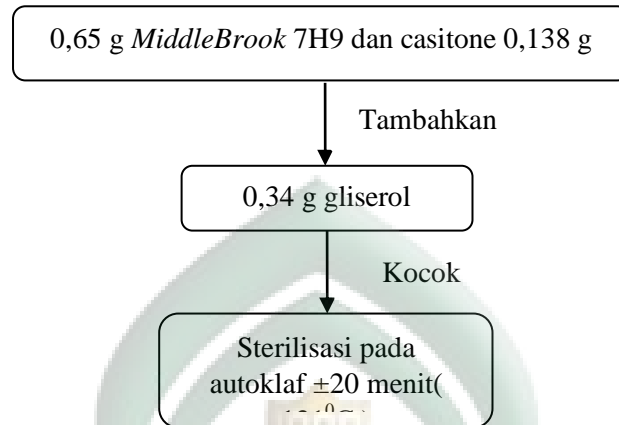 0,65 g MiddleBrook 7H9 dan casitone 0,138 g
Tambahkan
0,34 g gliserol
Kocok
Sterilisasi pada
autoklaf ±20 menit(